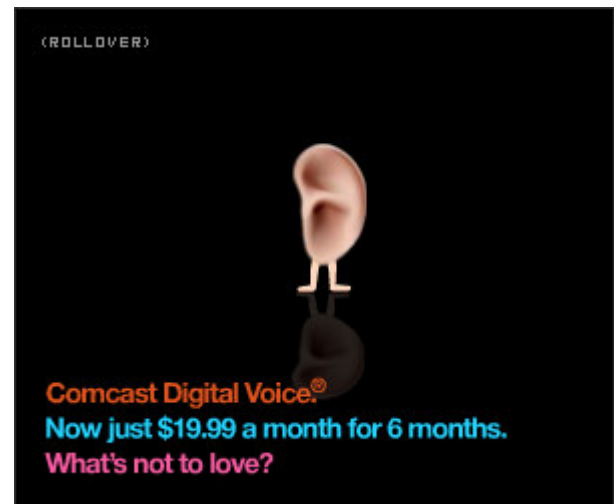 (ROLLOVER)
Comcast Digital Voice.®
Now just $19.99 a month for 6 months.
What's not to love?